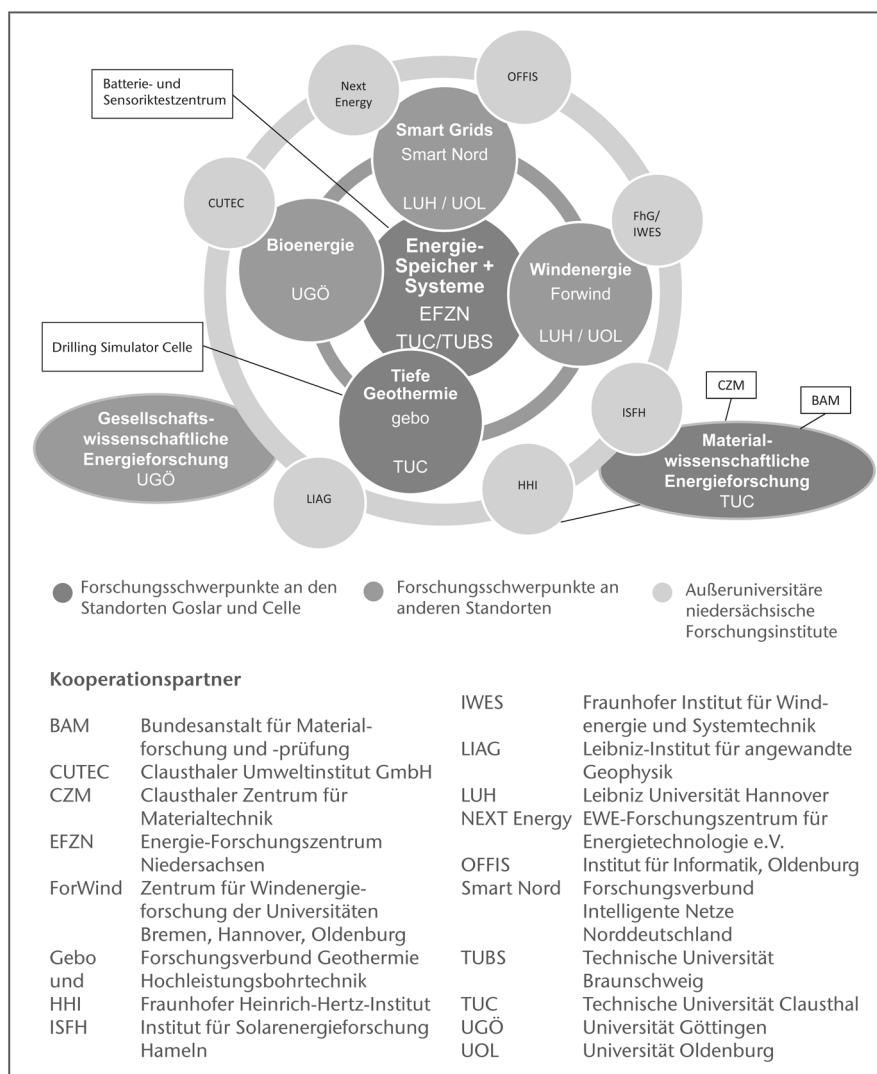 Batterie- und
Sensoriktestzentrum
Next
Energy
OFFIS
Smart Grids
Smart Nord
LUH / UOL
CUTEC
FhG/
IWES
Bioenergie
UGÖ
Energie-
Speicher +
Systeme
EFZN
TUC/TUBS
Windenergie
Forwind
LUH / UOL
Drilling Simulator Celle
Tiefe
Geothermie
gebo
TUC
CZM
BAM
ISFH
Gesellschafts-
wissenschaftliche
Energieforschung
UGÖ
Material-
wissenschaftliche
Energieforschung
TUC
LIAG
HHI
Forschungsschwerpunkte an den
Standorten Goslar und Celle
Forschungsschwerpunkte an
anderen Standorten
Außeruniversitäre
niedersächsische
Forschungsinstitute
Kooperationspartner
BAM Bundesanstalt für Material-
forschung und -prüfung
CUTEC Clausthaler Umweltinstitut GmbH
CZM Clausthaler Zentrum für
Materialtechnik
EFZN Energie-Forschungszentrum
Niedersachsen
ForWind Zentrum für Windenergie-
forschung der Universitäten
Bremen, Hannover, Oldenburg
Gebo Forschungsverbund Geothermie
und Hochleistungsbohrtechnik
HHI Fraunhofer Heinrich-Hertz-Institut
ISFH Institut für Solarenergieforschung
Hameln
IWES Fraunhofer Institut für Wind-
energie und Systemtechnik
LIAG Leibniz-Institut für angewandte
Geophysik
LUH Leibniz Universität Hannover
NEXT Energy EWE-Forschungszentrum für
Energietechnologie e.V.
OFFIS Institut für Informatik, Oldenburg
Smart Nord Forschungsverbund
Intelligente Netze
Norddeutschland
TUBS Technische Universität
Braunschweig
TUC Technische Universität Clausthal
UGÖ Universität Göttingen
UOL Universität Oldenburg